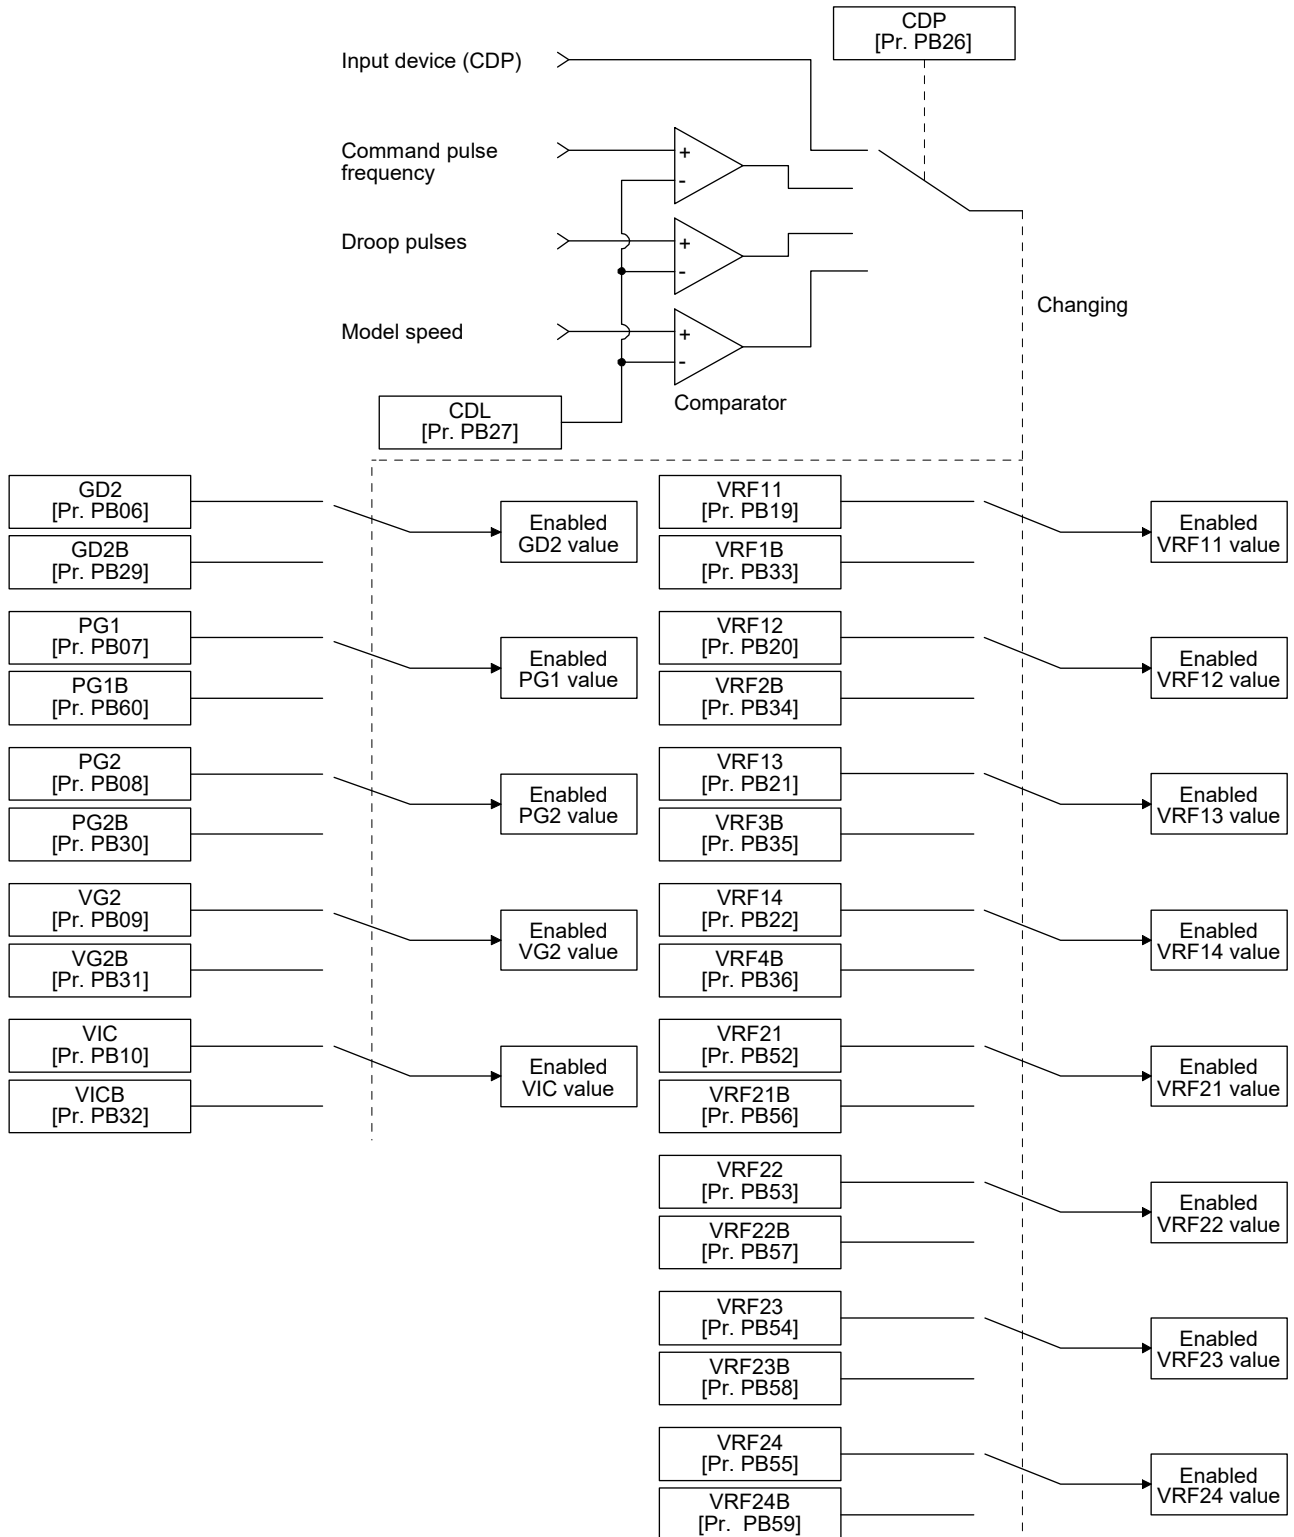 CDP
[Pr. PB26]
Input device (CDP)
Command pulse
frequency
+
-
Droop pulses
+
-
Changing
Model speed
+
-
Comparator
CDL
[Pr. PB27]
GD2
[Pr. PB06]
GD2B
[Pr. PB29]
Enabled
GD2 value
PG1
[Pr. PB07]
PG1B
[Pr. PB60]
Enabled
PG1 value
PG2
[Pr. PB08]
PG2B
[Pr. PB30]
Enabled
PG2 value
VG2
[Pr. PB09]
VG2B
[Pr. PB31]
Enabled
VG2 value
VIC
[Pr. PB10]
VICB
[Pr. PB32]
Enabled
VIC value
VRF11
[Pr. PB19]
VRF1B
[Pr. PB33]
Enabled
VRF11 value
VRF12
[Pr. PB20]
VRF2B
[Pr. PB34]
Enabled
VRF12 value
VRF13
[Pr. PB21]
VRF3B
[Pr. PB35]
Enabled
VRF13 value
VRF14
[Pr. PB22]
VRF4B
[Pr. PB36]
Enabled
VRF14 value
VRF21
[Pr. PB52]
VRF21B
[Pr. PB56]
Enabled
VRF21 value
VRF22
[Pr. PB53]
VRF22B
[Pr. PB57]
Enabled
VRF22 value
VRF23
[Pr. PB54]
VRF23B
[Pr. PB58]
Enabled
VRF23 value
VRF24
[Pr. PB55]
VRF24B
[Pr. PB59]
Enabled
VRF24 value